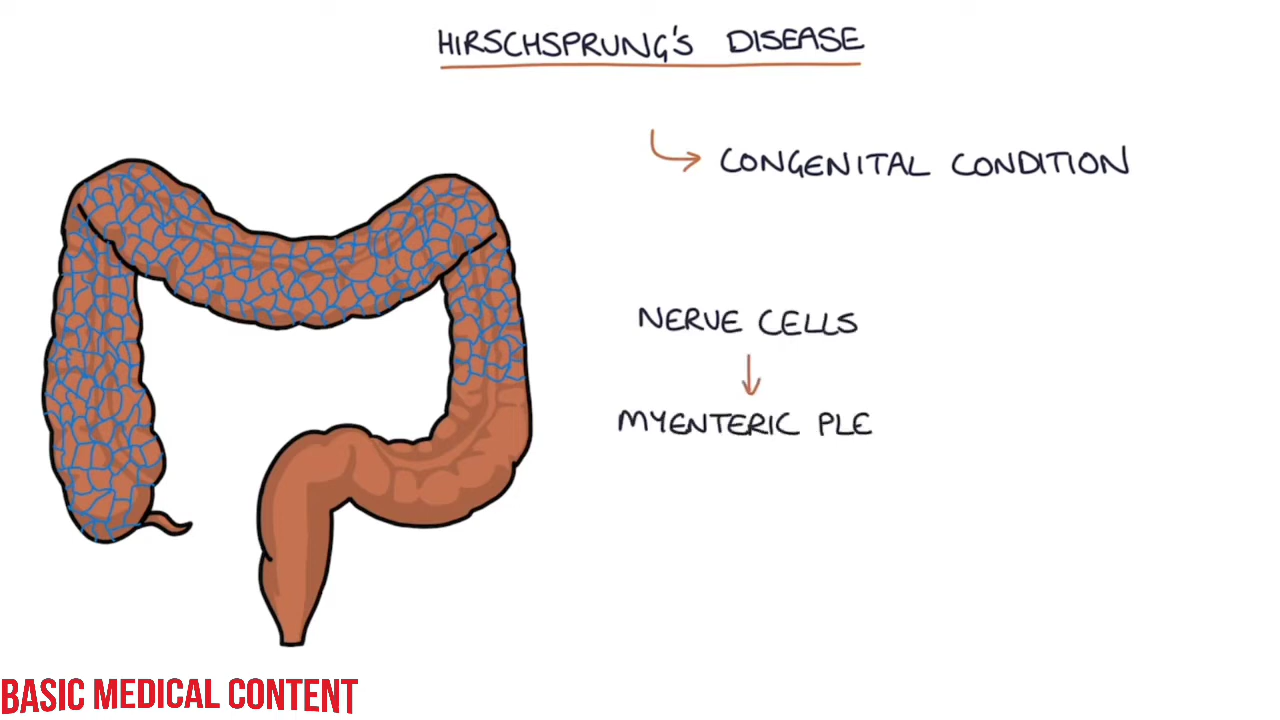 HIRSCHSPRUNG'S DISEASE
CONGENITAL CONDITION
NERVE CELLS
MYENTERIC PLE
BASIC MEDICAL CONTENT